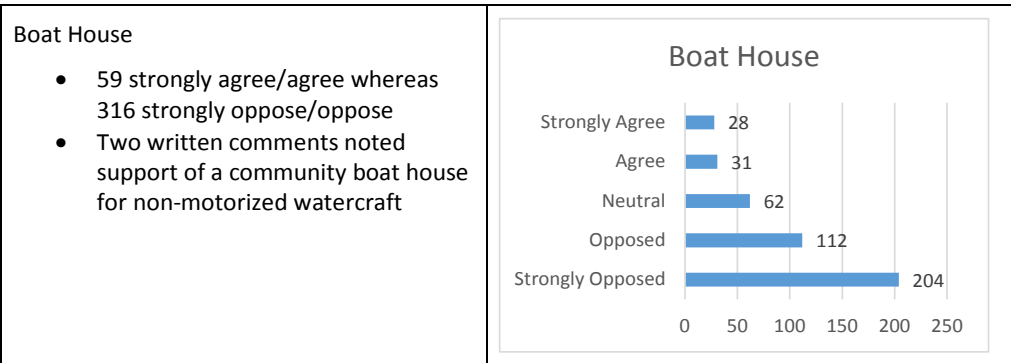 Boat House
• 59 strongly agree/agree whereas
316 strongly oppose/oppose
• Two written comments noted
support of a community boat house
for non-motorized watercraft
Boat House
Strongly Agree 28
Agree 31
Neutral 62
Opposed 112
Strongly Opposed 204
0 50 100 150 200 250